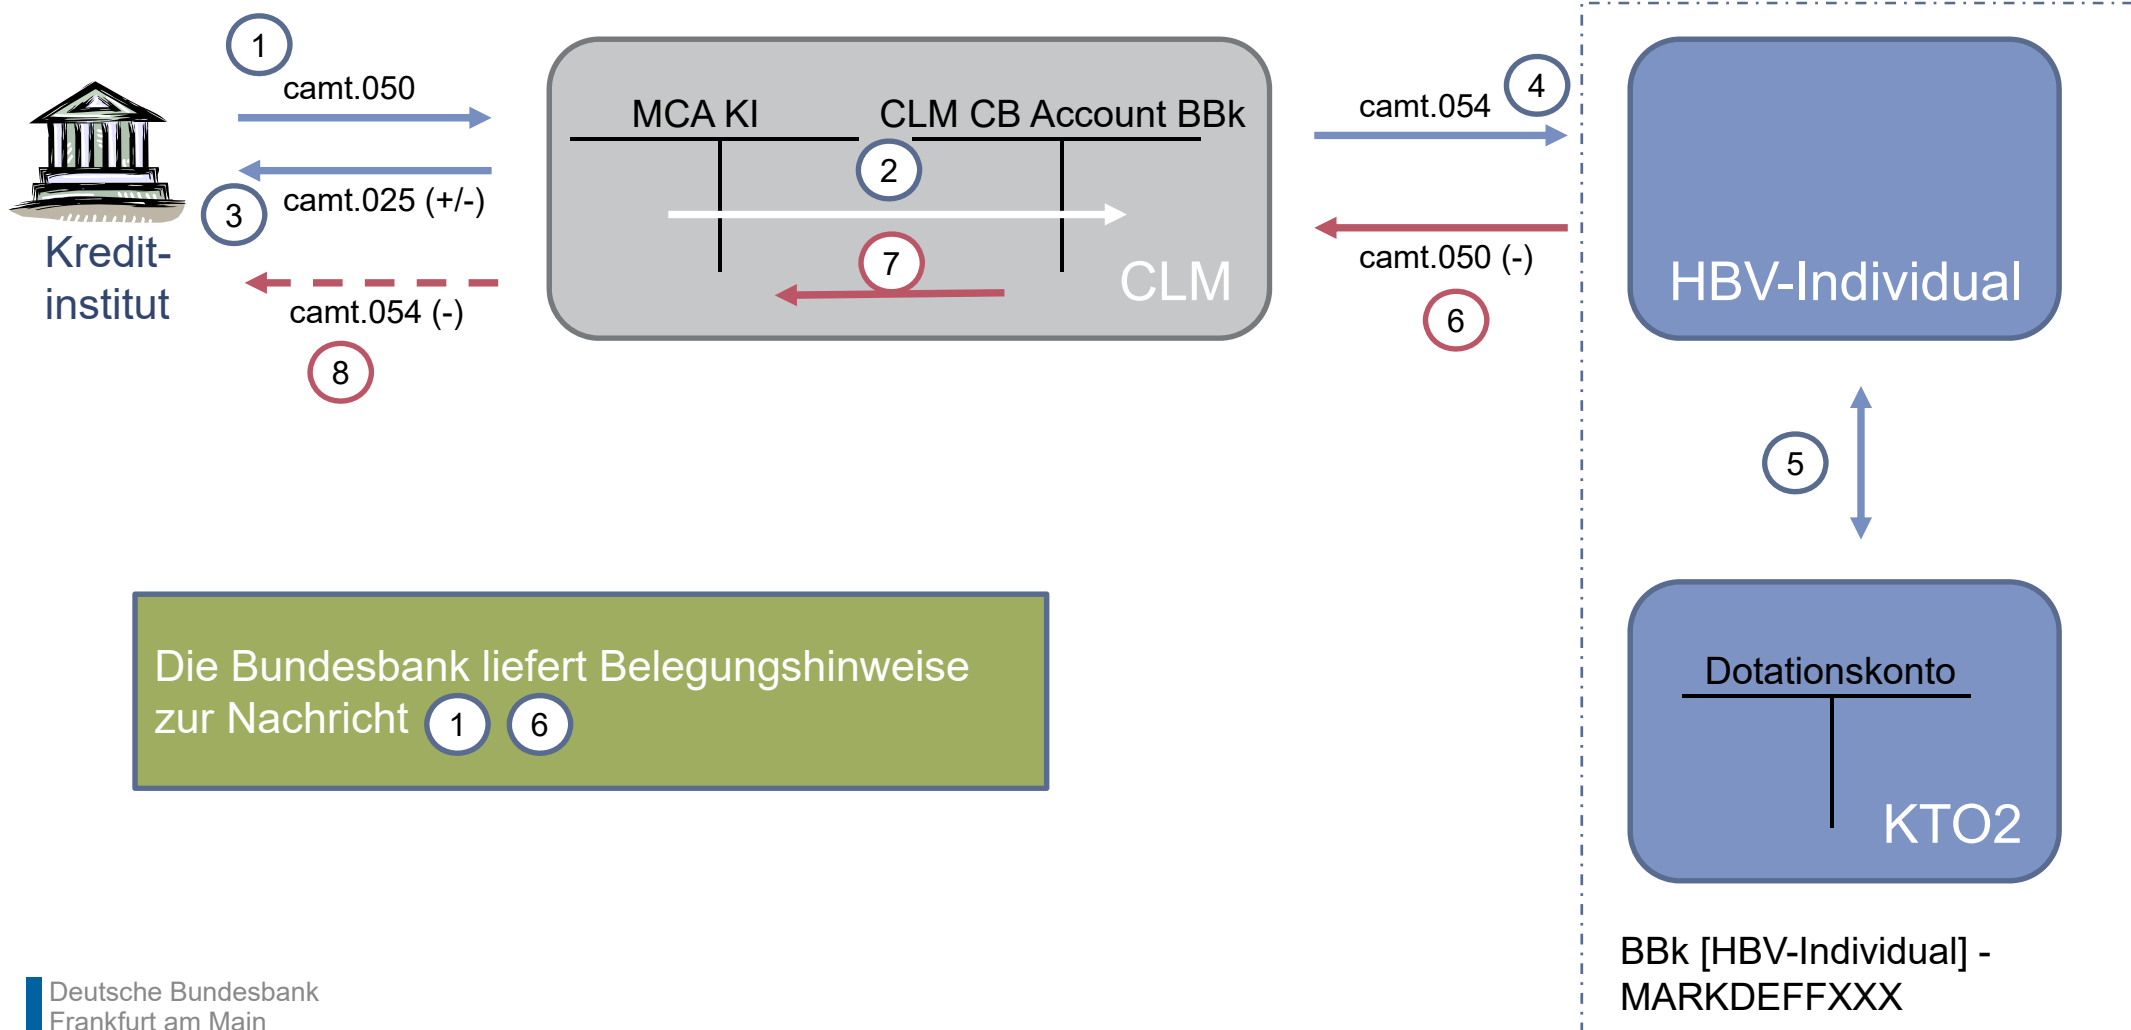 1
camt.050
camt.025 (+/-)
3
Kredit-
institut
camt.054 (-)
8
MCA KI
CLM CB Account BBk
2
7
CLM
camt.054
4
camt.050 (-)
6
HBV-Individual
5
Dotationskonto
KTO2
Die Bundesbank liefert Belegungshinweise
zur Nachricht 1 6
BBk [HBV-Individual] -
MARKDEFFXXX
Deutsche Bundesbank
Frankfurt am Main